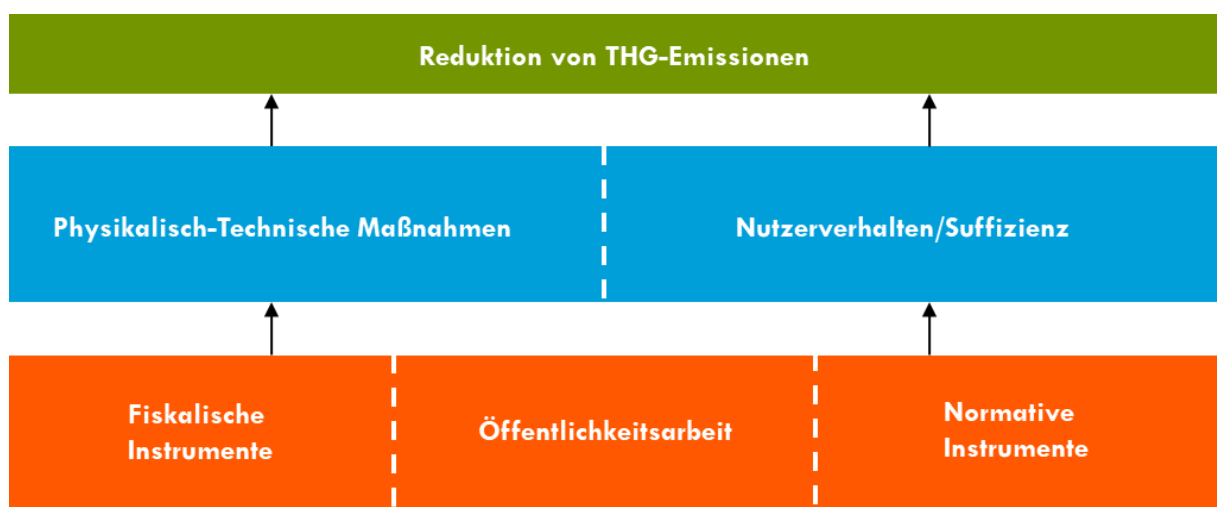 Reduktion von THG-Emissionen
Physikalisch-Technische Maßnahmen
Nutzerverhalten/Suffizienz
Fiskalische
Instrumente
Öffentlichkeitsarbeit
Normative
Instrumente